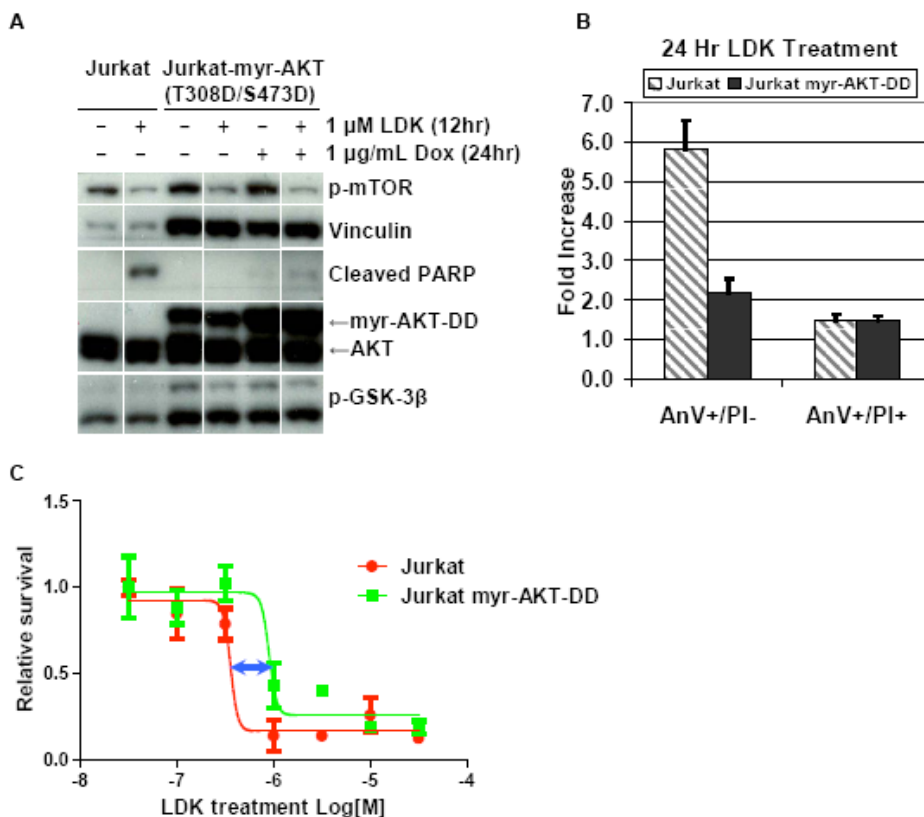 A
Jurkat Jurkat-myr-AKT
(T308D/S473D)
– + – + – + 1 µM LDK (12hr)
– – – – + + 1 µg/mL Dox (24hr)
p-mTOR
Vinculin
Cleaved PARP
←myr-AKT-DD
←AKT
p-GSK-3β
B
24 Hr LDK Treatment
Jurkat Jurkat myr-AKT-DD
Fold Increase
7.0
6.0
5.0
4.0
3.0
2.0
1.0
0.0
AnV+/PI- AnV+/PI+
C
Relative survival
1.5
1.0
0.5
0.0
Jurkat
Jurkat myr-AKT-DD
-8 -7 -6 -5 -4
LDK treatment Log[M]